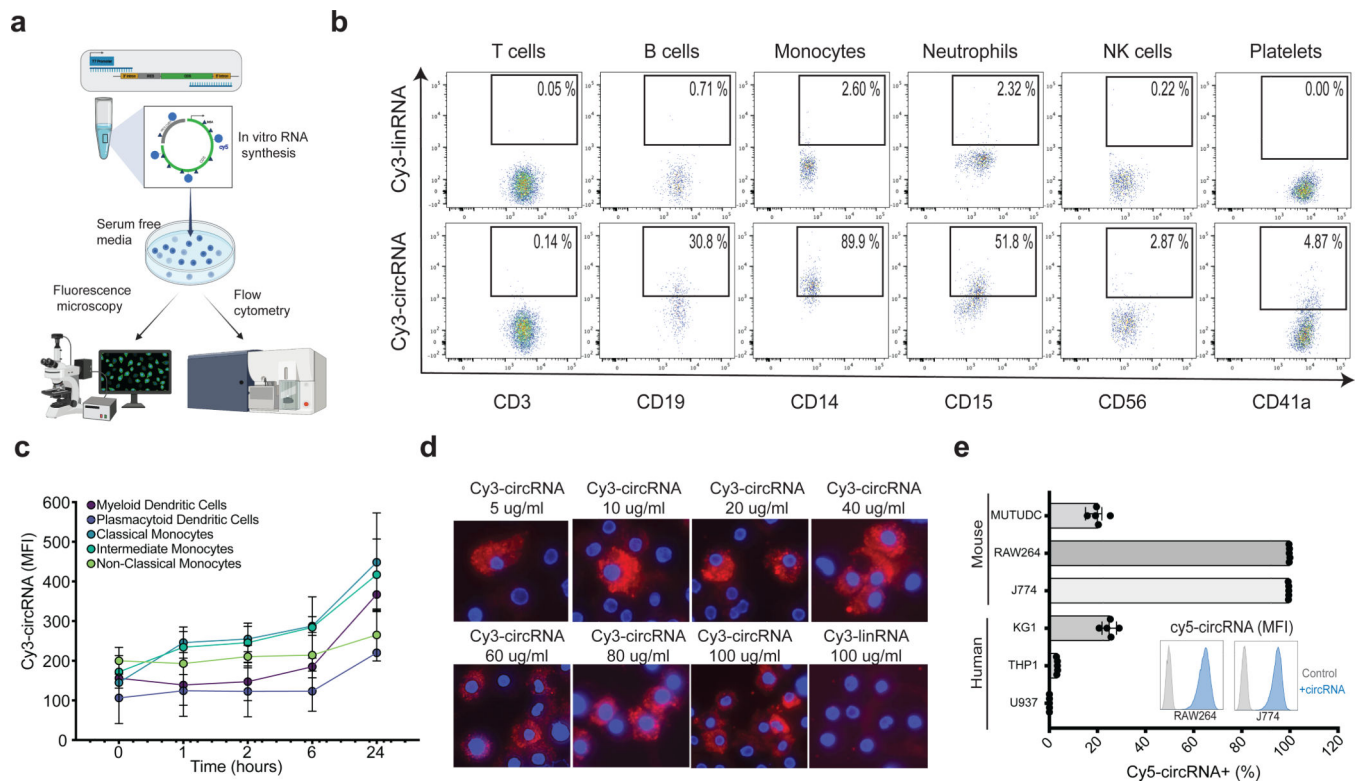 a
T7 Promoter
In vitro RNA
synthesis
cy5
Serum free
media
Fluorescence
microscopy
Flow
cytometry
b
T cells B cells Monocytes Neutrophils NK cells Platelets
Cy3-linRNA
0.05 % 0.71 % 2.60 % 2.32 % 0.22 % 0.00 %
Cy3-circRNA
0.14 % 30.8 % 89.9 % 51.8 % 2.87 % 4.87 %
CD3 CD19 CD14 CD15 CD56 CD41a
c
Cy3-circRNA (MFI)
600
500
400
300
200
100
0
Myeloid Dendritic Cells
Plasmacytoid Dendritic Cells
Classical Monocytes
Intermediate Monocytes
Non-Classical Monocytes
0 1 2 6 24
Time (hours)
d
Cy3-circRNA Cy3-circRNA Cy3-circRNA Cy3-circRNA
5 ug/ml 10 ug/ml 20 ug/ml 40 ug/ml
Cy3-circRNA Cy3-circRNA Cy3-circRNA Cy3-linRNA
60 ug/ml 80 ug/ml 100 ug/ml 100 ug/ml
e
Mouse
MUTUDC
RAW264
J774
Human
KG1
THP1
U937
cy5-circRNA (MFI)
Control
+circRNA
RAW264 J774
0 20 40 60 80 100 120
Cy5-circRNA+ (%)